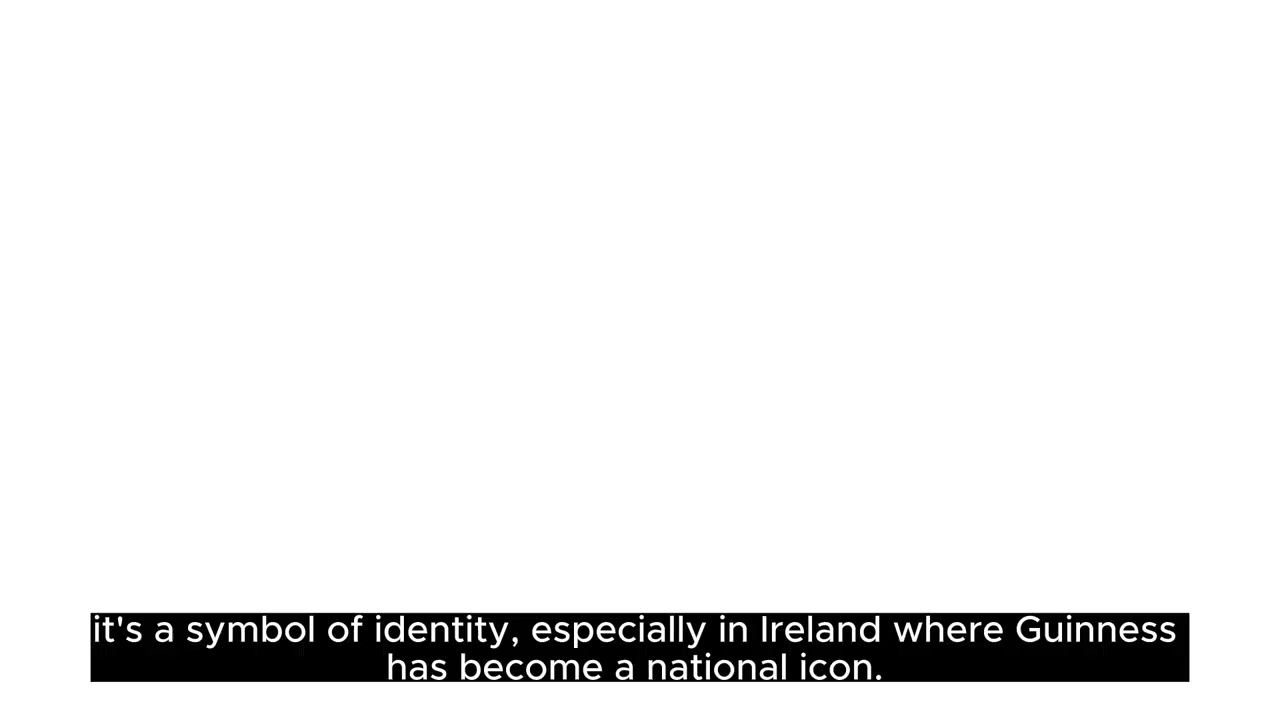 it's a symbol of identity, especially in Ireland where Guinness
has become a national icon.